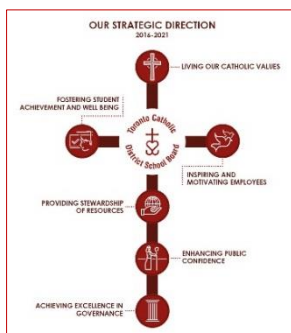 OUR STRATEGIC DIRECTION
2016-2021
LIVING OUR CATHOLIC VALUES
FOSTERING STUDENT
ACHIEVEMENT AND WELL BEING
Toronto Catholic
District School Board
INSPIRING AND
MOTIVATING EMPLOYEES
PROVIDING STEWARDSHIP
OF RESOURCES
ENHANCING PUBLIC
CONFIDENCE
ACHIEVING EXCELLENCE IN
GOVERNANCE